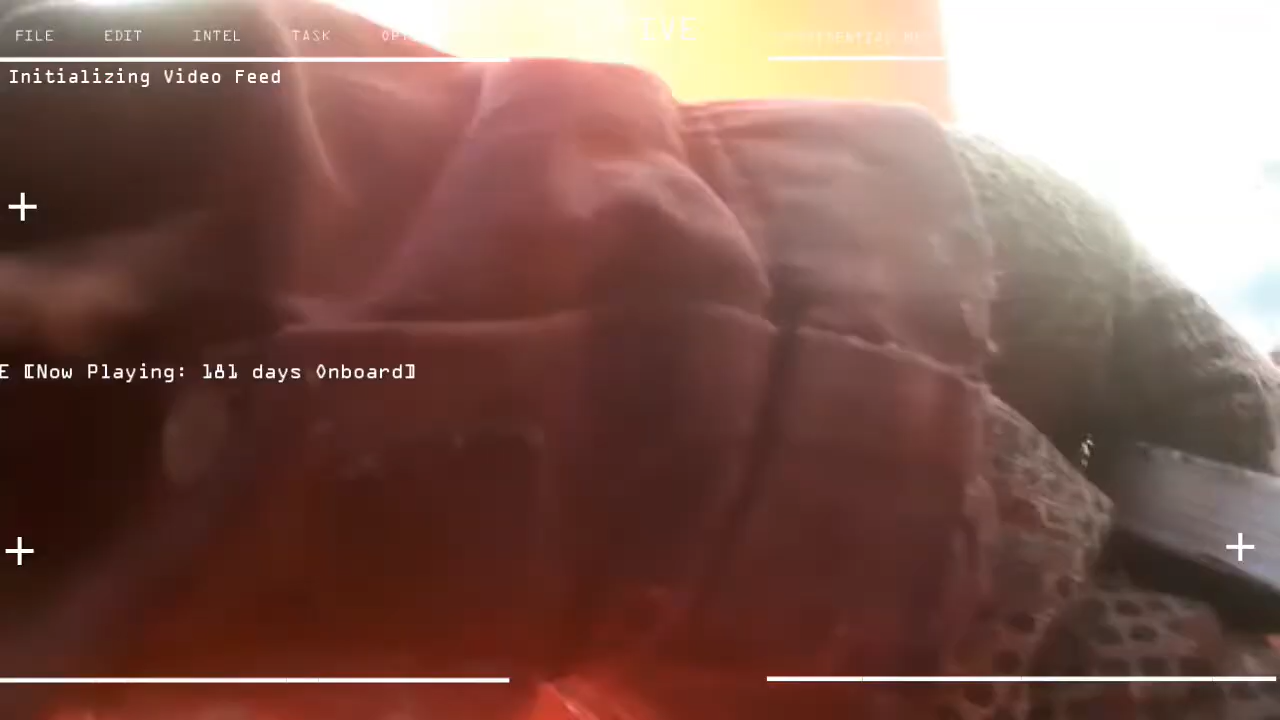 FILE EDIT INTEL TASK
Initializing Video Feed
E [Now Playing: 181 days Onboard]